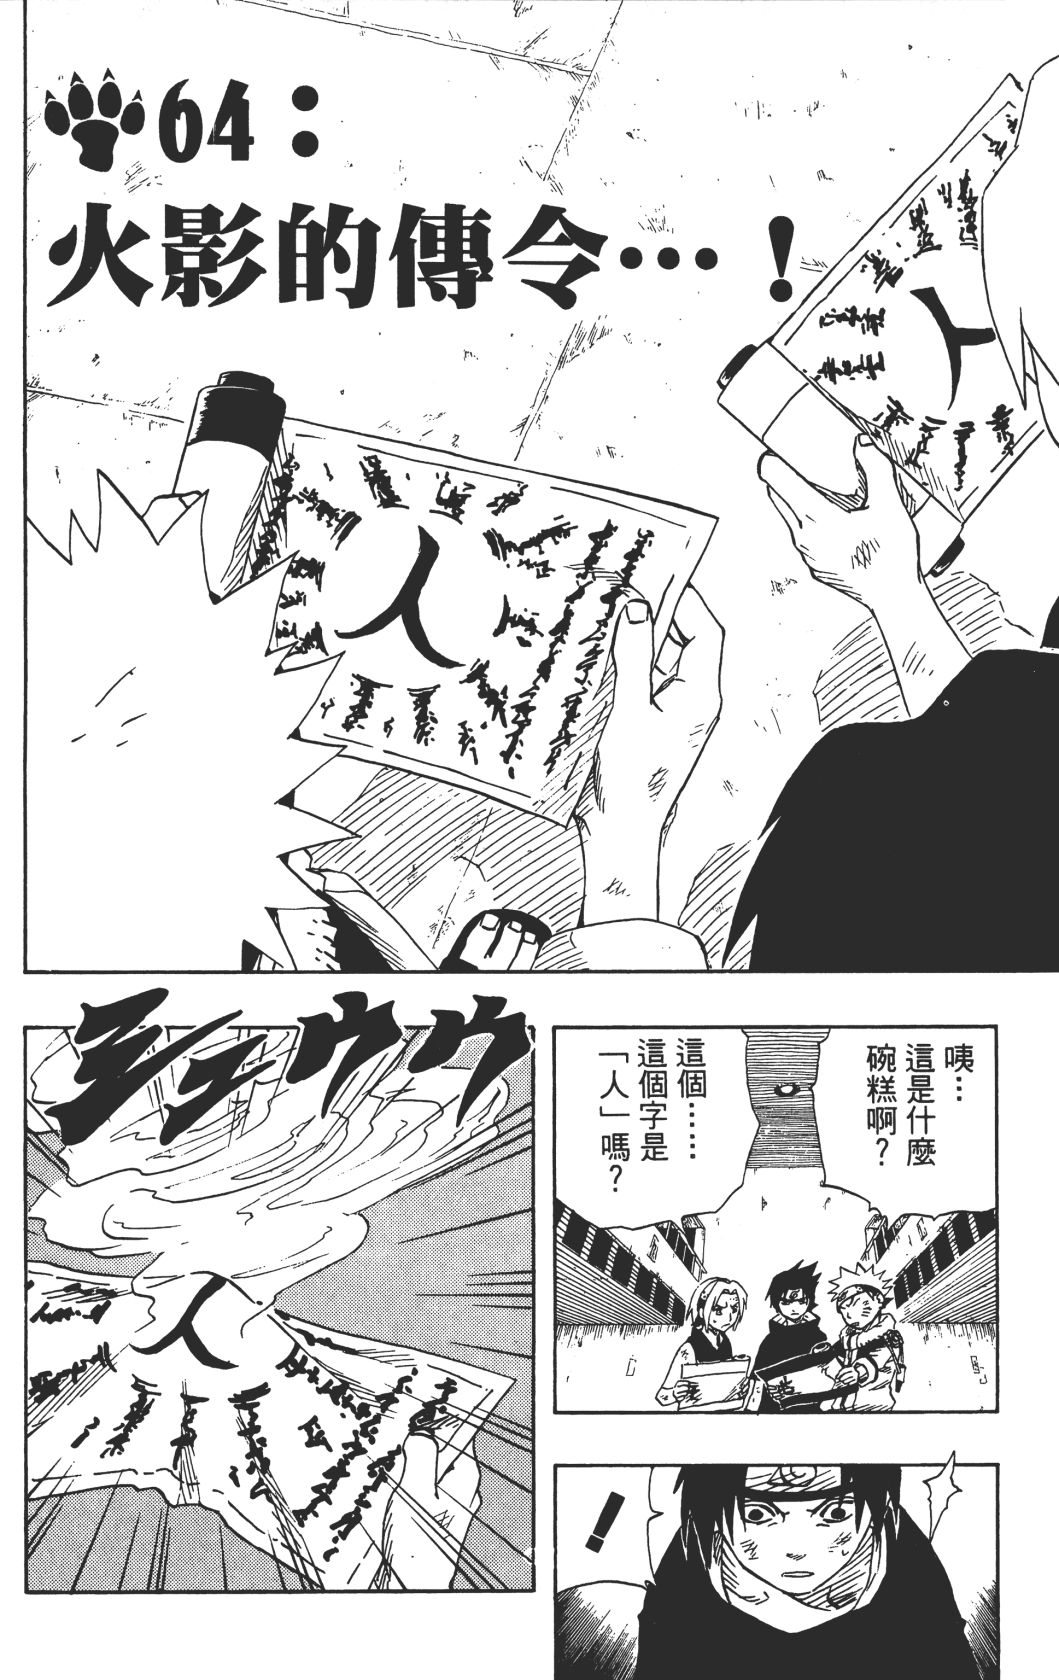 64：
火影的傳令…！
人
人
咦…
這是什麼
碗糕啊？
這個……
這個字是
「人」嗎？
！
シュウウ
人